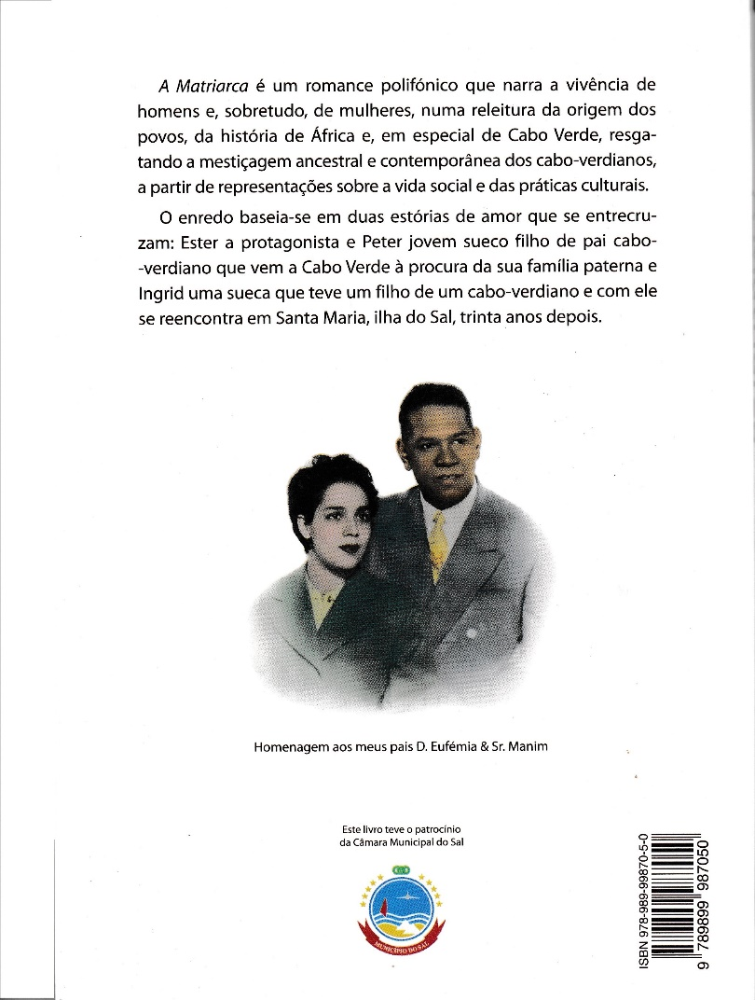 A Matriarca é um romance polifónico que narra a vivência de
homens e, sobretudo, de mulheres, numa releitura da origem dos
povos, da história de África e, em especial de Cabo Verde, resga-
tando a mestiçagem ancestral e contemporânea dos cabo-verdianos,
a partir de representações sobre a vida social e das práticas culturais.
O enredo baseia-se em duas estórias de amor que se entrecru-
zam: Ester a protagonista e Peter jovem sueco filho de pai cabo-
-verdiano que vem a Cabo Verde à procura da sua família paterna e
Ingrid uma sueca que teve um filho de um cabo-verdiano e com ele
se reencontra em Santa Maria, ilha do Sal, trinta anos depois.
Homenagem aos meus pais D. Eufémia & Sr. Manim
Este livro teve o patrocínio
da Câmara Municipal do Sal
MUNICÍPIO DO SAL
ISBN 978-989-99870-5-0
9 789899 987050